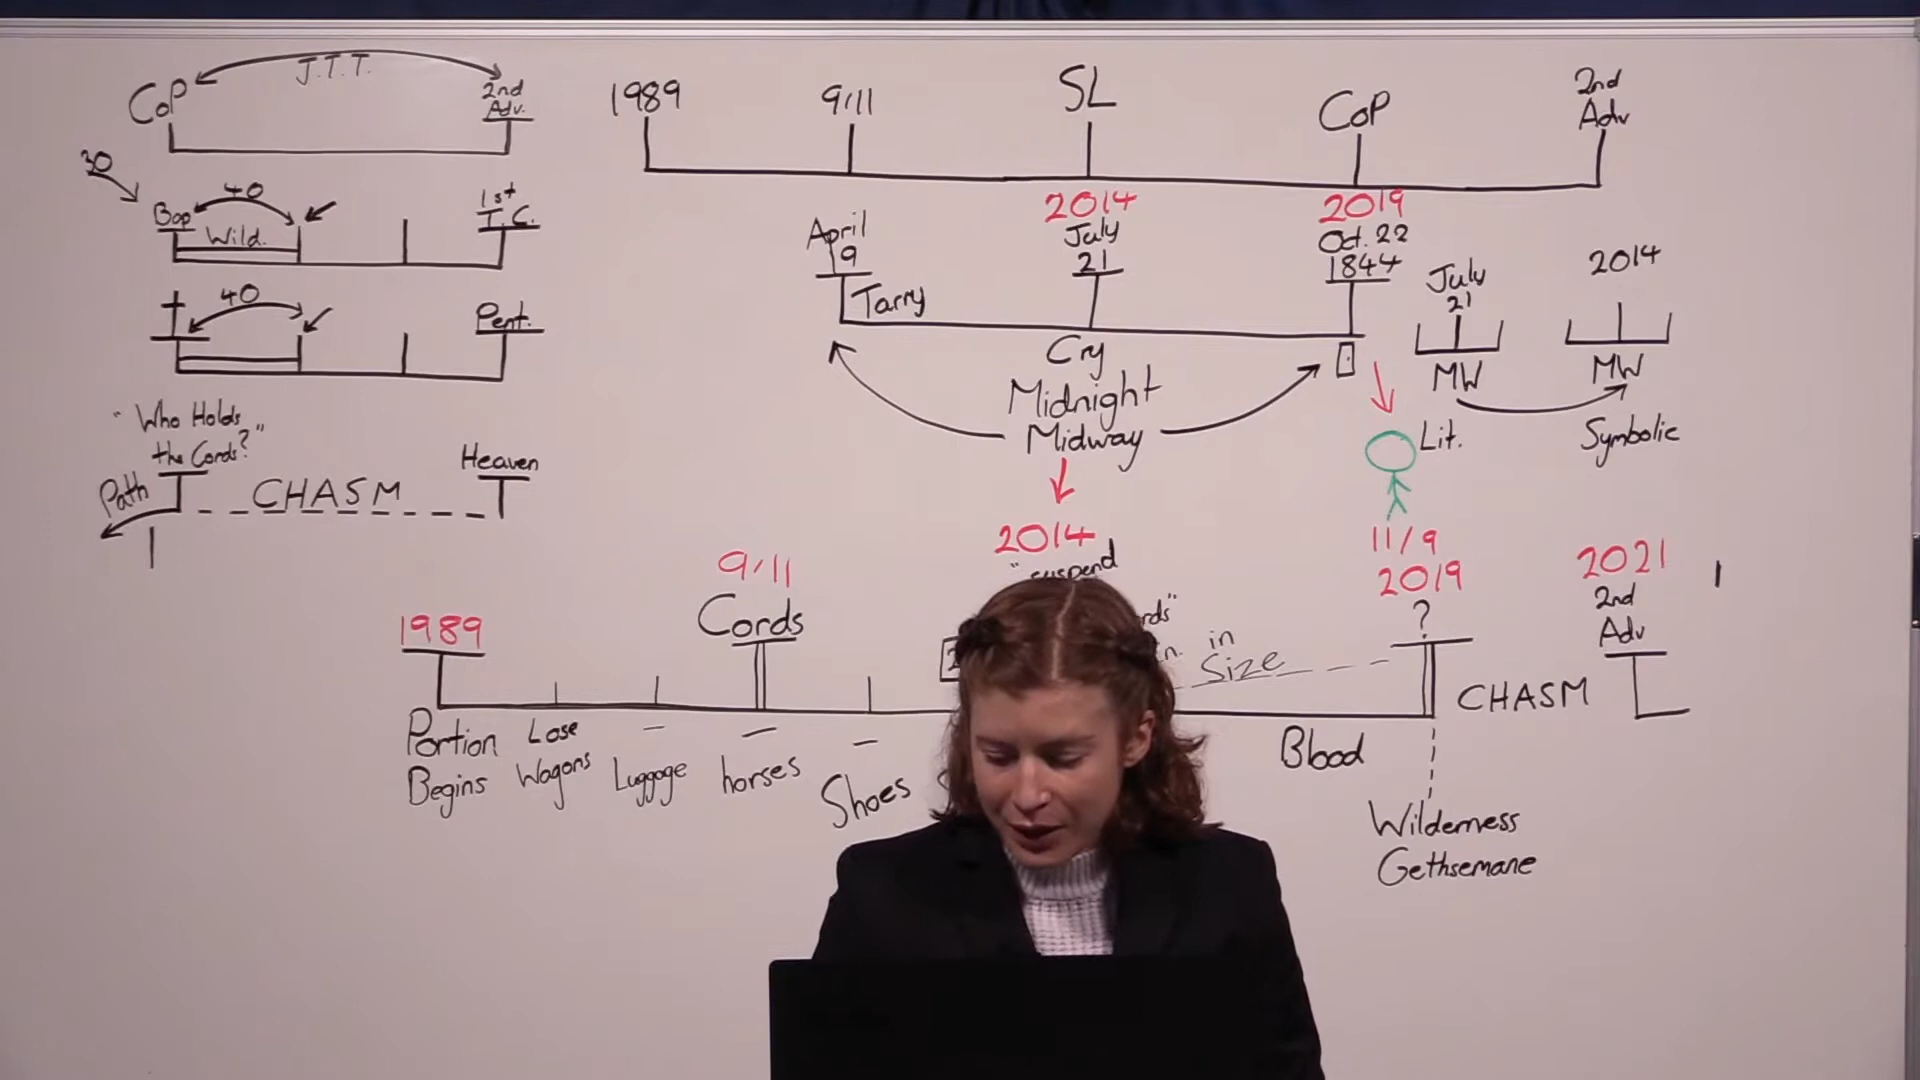 J.T.T.
CoP
2nd
Adv.
30
Bap
40
Wild.
1st
T.C.
40
Pent.
"Who Holds
the Cords?"
Path
CHASM
Heaven
1989
9/11
SL
CoP
2nd
Adv
2014
2019
April
19
July
21
Oct. 22
1844
Tarry
Cry
Midnight
Midway
July
21
MW
2014
MW
Lit.
Symbolic
2014
"suspend
11/9
2019
?
2021
2nd
Adv
1989
9/11
Cords
in
Size
CHASM
Portion
Begins
Lose
Wagons
–
Luggage
–
horses
–
Shoes
Blood
Wilderness
Gethsemane